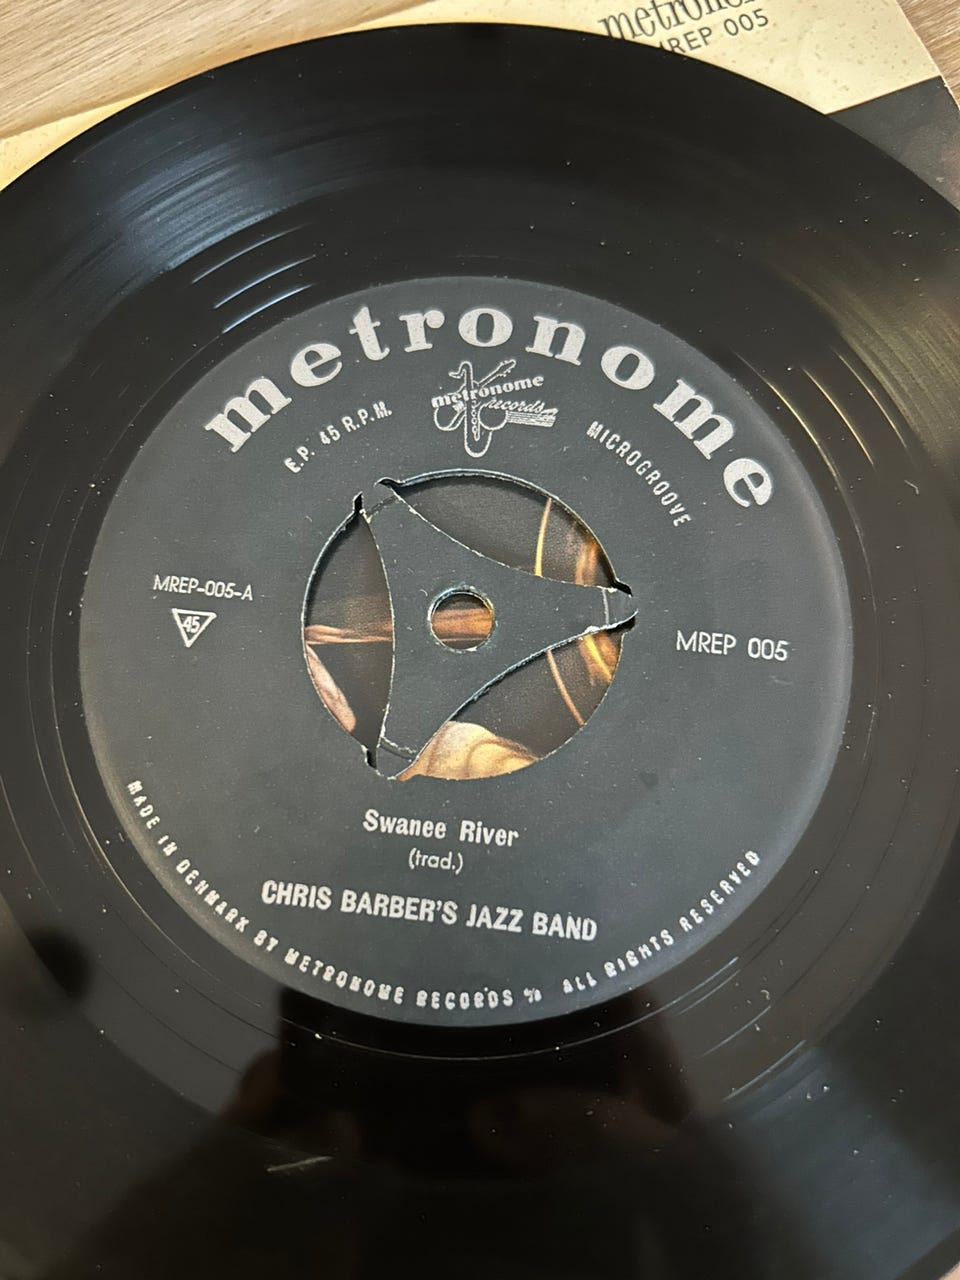 metronome
MREP 005
metronome
metronome
records
E.P. 45 R.P.M.
MICROGROOVE
MREP-005-A
45
MREP 005
Swanee River
(trad.)
CHRIS BARBER'S JAZZ BAND
MADE IN DENMARK BY METRONOME RECORDS % ALL RIGHTS RESERVED